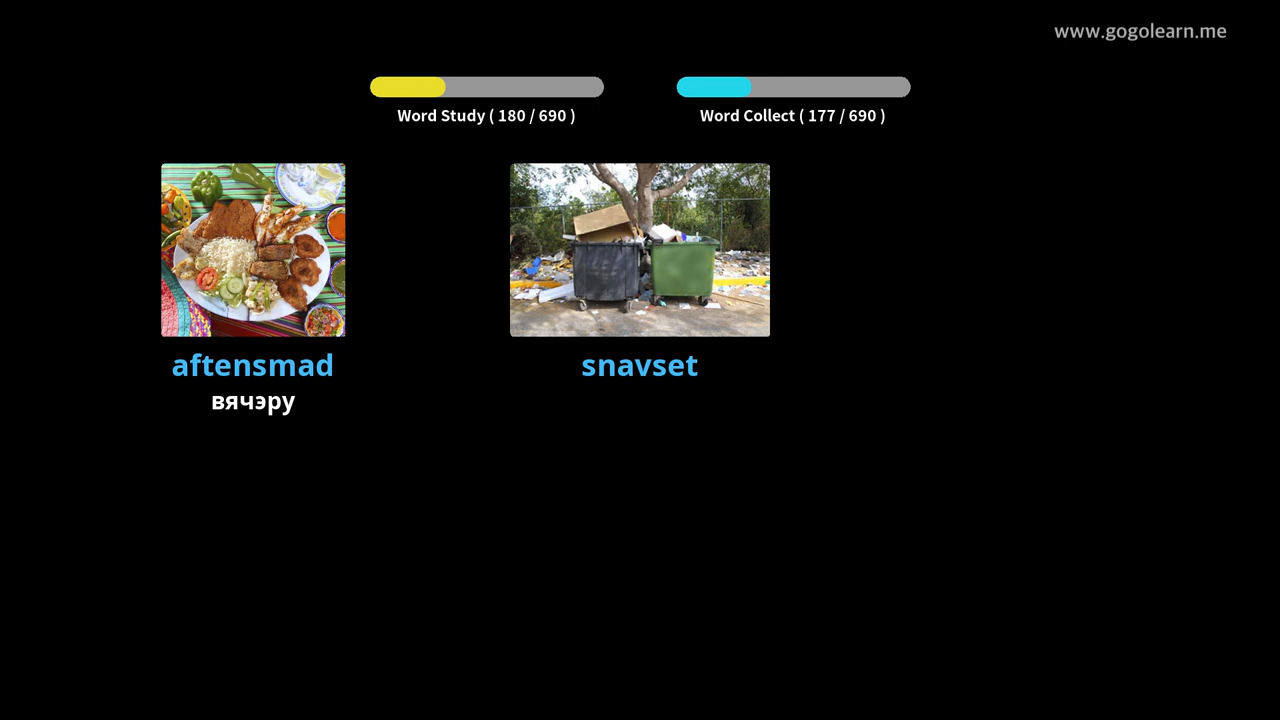 www.gogolearn.me
Word Study ( 180 / 690 )
Word Collect ( 177 / 690 )
aftensmad
вячэру
snavset